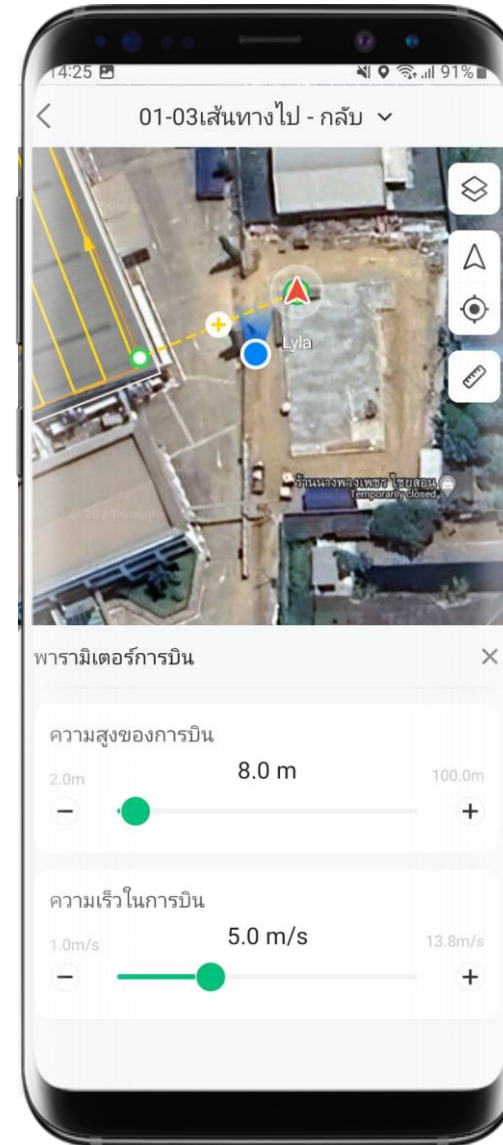 14:25
91%
01-03เส้นทางไป - กลับ
Lyla
ร้านนางพวงเพชร ไชยสอน
Temporarily closed
พารามิเตอร์การบิน
ความสูงของการบิน
8.0 m
2.0m
100.0m
ความเร็วในการบิน
5.0 m/s
1.0m/s
13.8m/s